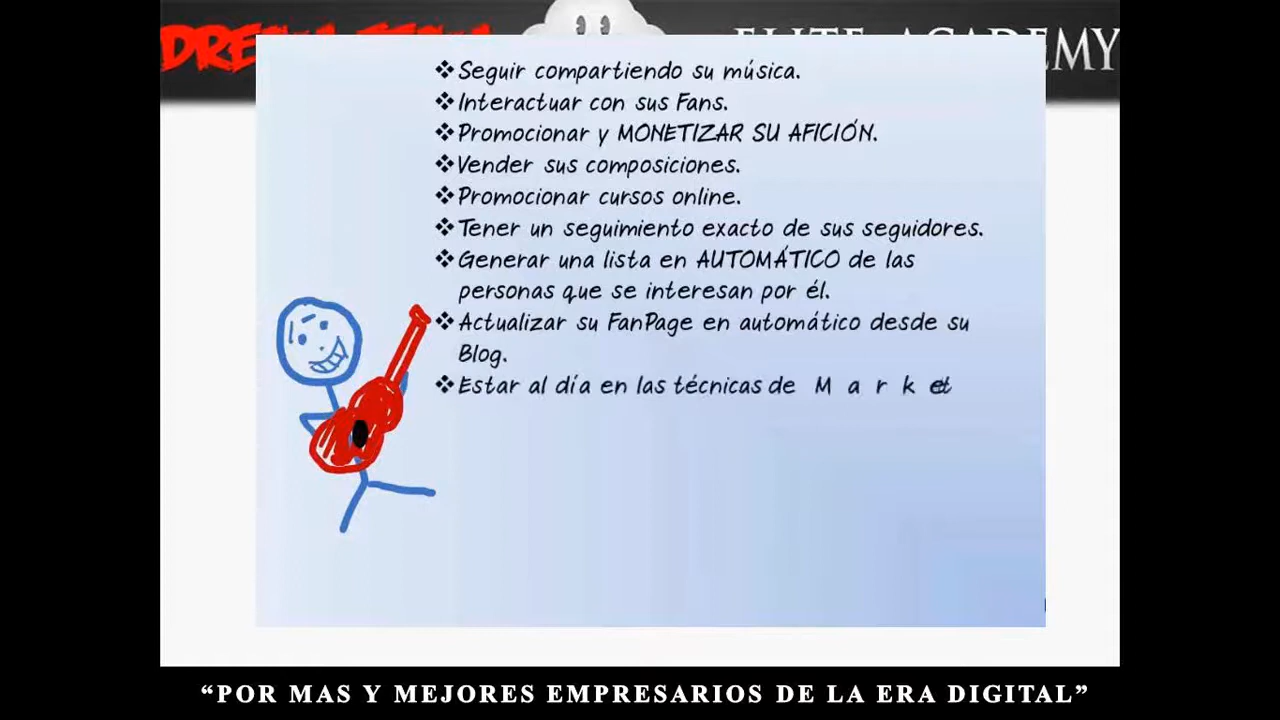 ELITE ACADEMY
❖Seguir compartiendo su música.
❖Interactuar con sus Fans.
❖Promocionar y MONETIZAR SU AFICIÓN.
❖Vender sus composiciones.
❖Promocionar cursos online.
❖Tener un seguimiento exacto de sus seguidores.
❖Generar una lista en AUTOMÁTICO de las
personas que se interesan por él.
❖Actualizar su FanPage en automático desde su
Blog.
❖Estar al día en las técnicas de M a r k et
“POR MAS Y MEJORES EMPRESARIOS DE LA ERA DIGITAL”